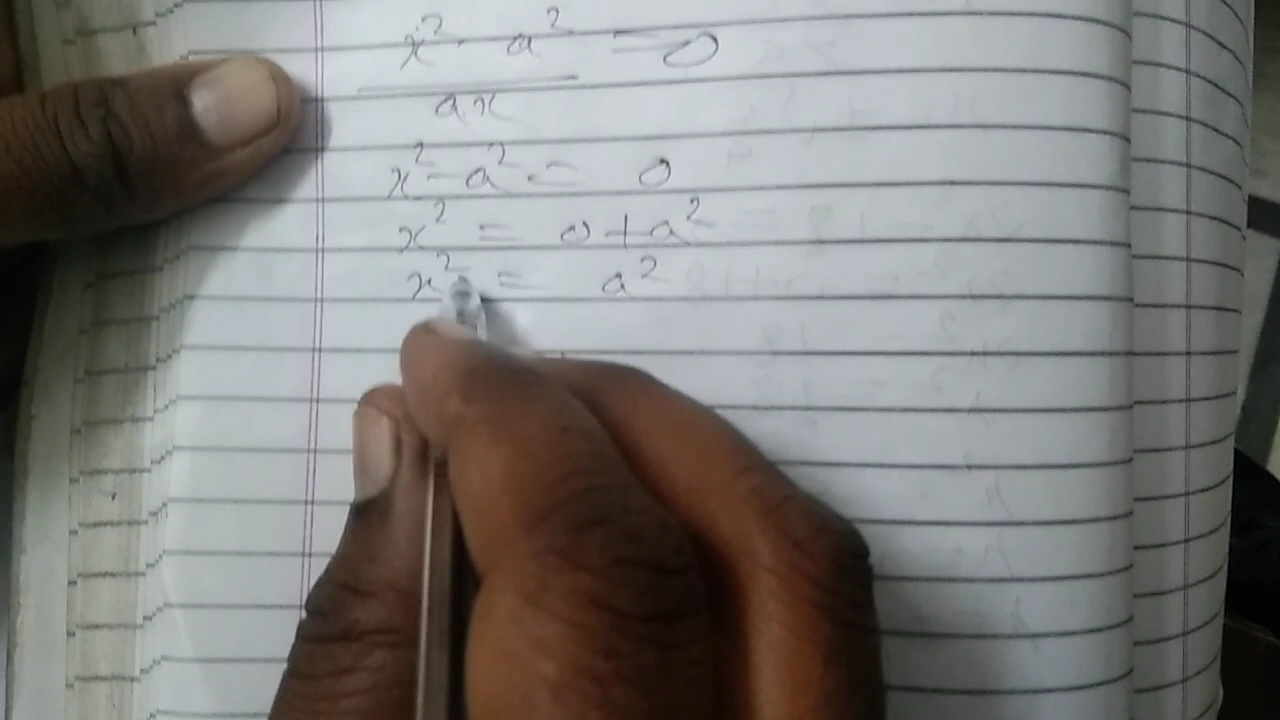 x² - a² = 0
ax
x² - a² = 0
x² = 0 + a²
x² = a²